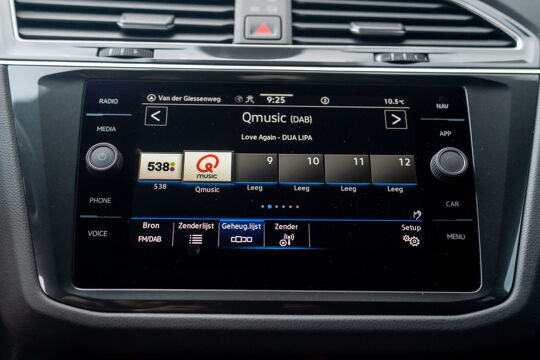 RADIO
MEDIA
PHONE
VOICE
Van der Giessenweg 9:25 2 10.5°C
< Qmusic (DAB) >
Love Again - DUA LIPA
538 Q MUSIC 9 10 11 12
538 Qmusic Leeg Leeg Leeg Leeg
Bron Zenderlijst Geheug.lijst Zender Setup
FM/DAB
NAV
APP
CAR
MENU